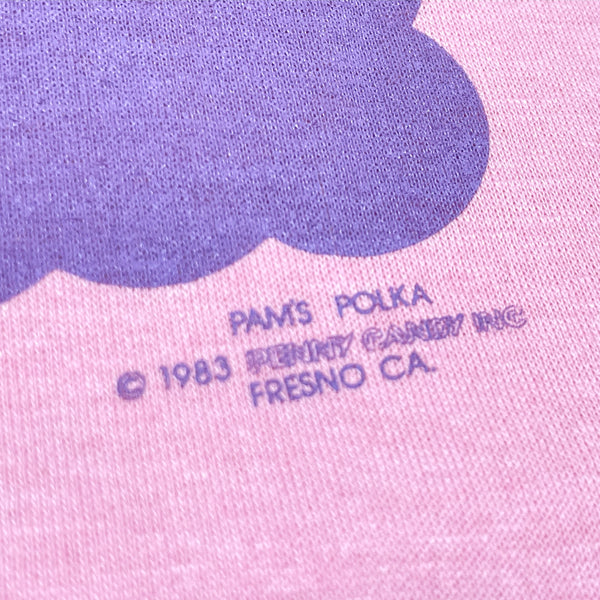 PAM'S POLKA
© 1983 PENNY CANDY INC
FRESNO CA.